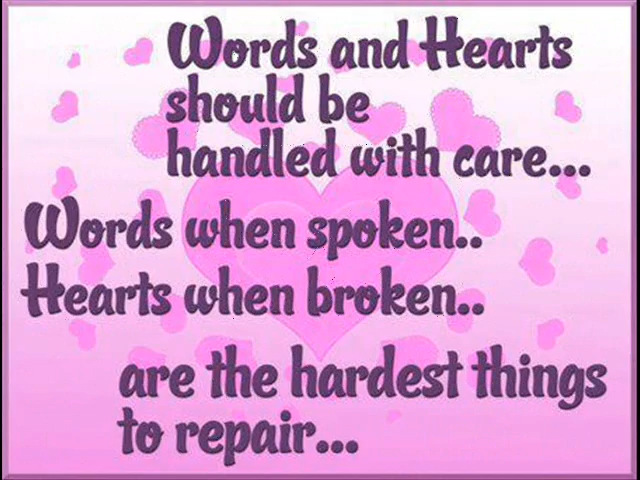 Words and Hearts
should be
handled with care...
Words when spoken..
Hearts when broken..
are the hardest things
to repair...